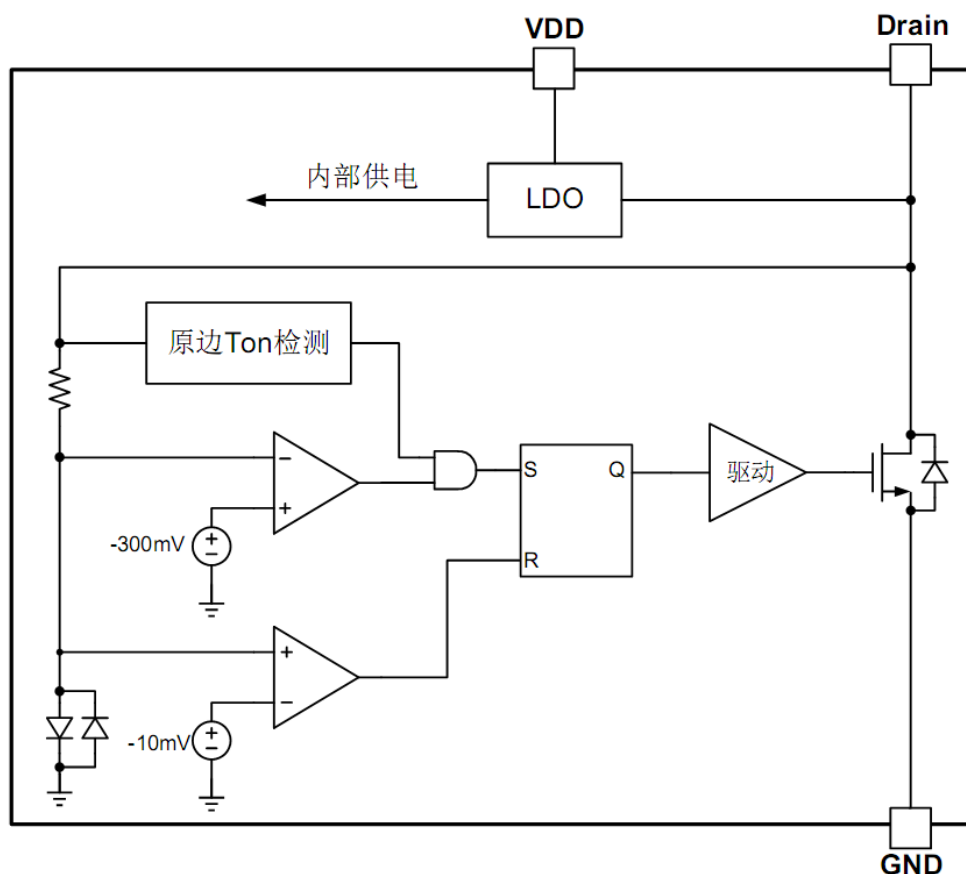 VDD
Drain
内部供电
LDO
原边Ton检测
−
+
-300mV
+
−
S
Q
R
驱动
+
−
-10mV
+
−
GND